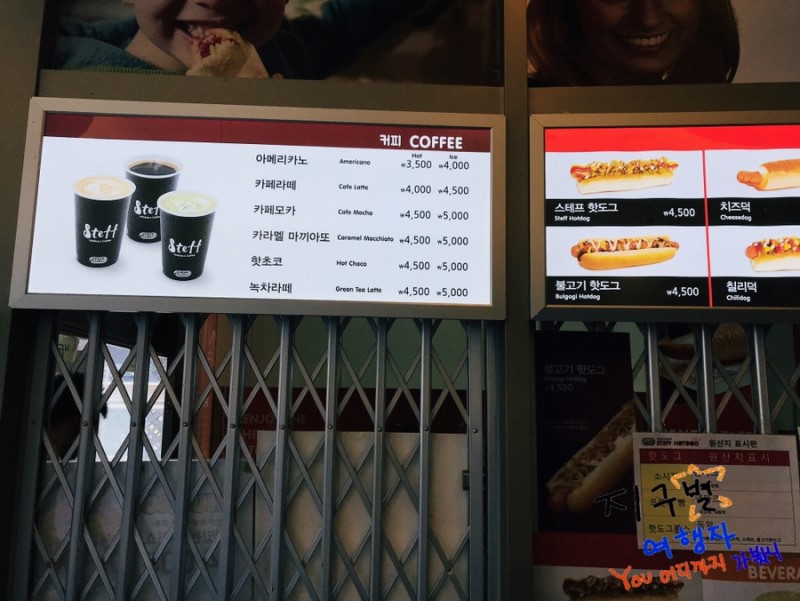 커피 COFFEE
Hot Ice
아메리카노 Americano ₩3,500 ₩4,000
카페라떼 Cafe Latte ₩4,000 ₩4,500
카페모카 Cafe Mocha ₩4,500 ₩5,000
카라멜 마끼아또 Caramel Macchiato ₩4,500 ₩5,000
핫초코 Hot Choco ₩4,500 ₩5,000
녹차라떼 Green Tea Latte ₩4,500 ₩5,000
Steff
Steff
Steff
스테프 핫도그 ₩4,500
Steff Hotdog
치즈덕
Cheesedog
불고기 핫도그 ₩4,500
Bulgogi Hotdog
칠리덕
Chilidog
불고기 핫도그
Bulgogi Hotdog
₩4,500
ENJOY THE
STEFF HOTDOG 원산지 표시판
핫도그 원산지표시
지구별
여행자
You 어디까지 가봤니
BEVERA